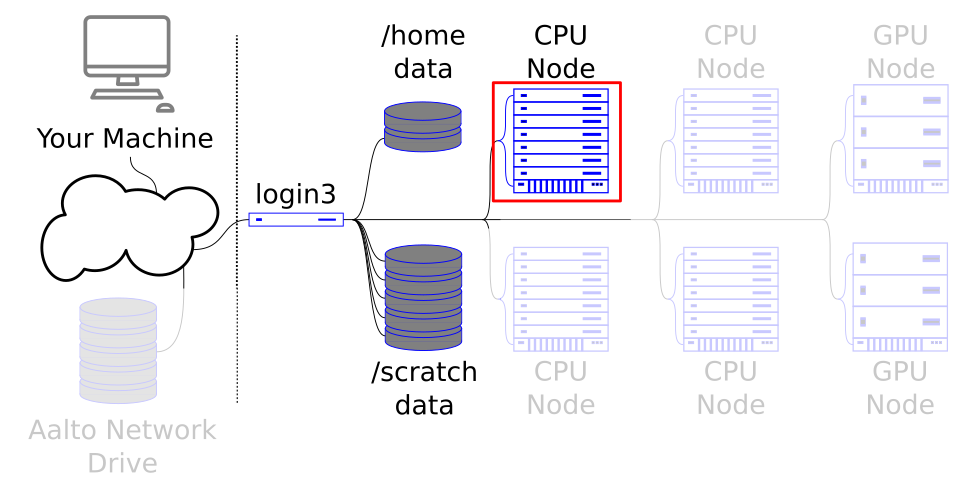 /home
data
CPU
Node
CPU
Node
GPU
Node
Your Machine
login3
/scratch
data
CPU
Node
CPU
Node
GPU
Node
Aalto Network
Drive